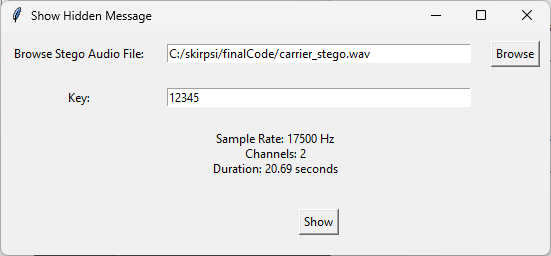 Show Hidden Message
Browse Stego Audio File: C:/skirpsi/finalCode/carrier_stego.wav Browse
Key: 12345
Sample Rate: 17500 Hz
Channels: 2
Duration: 20.69 seconds
Show